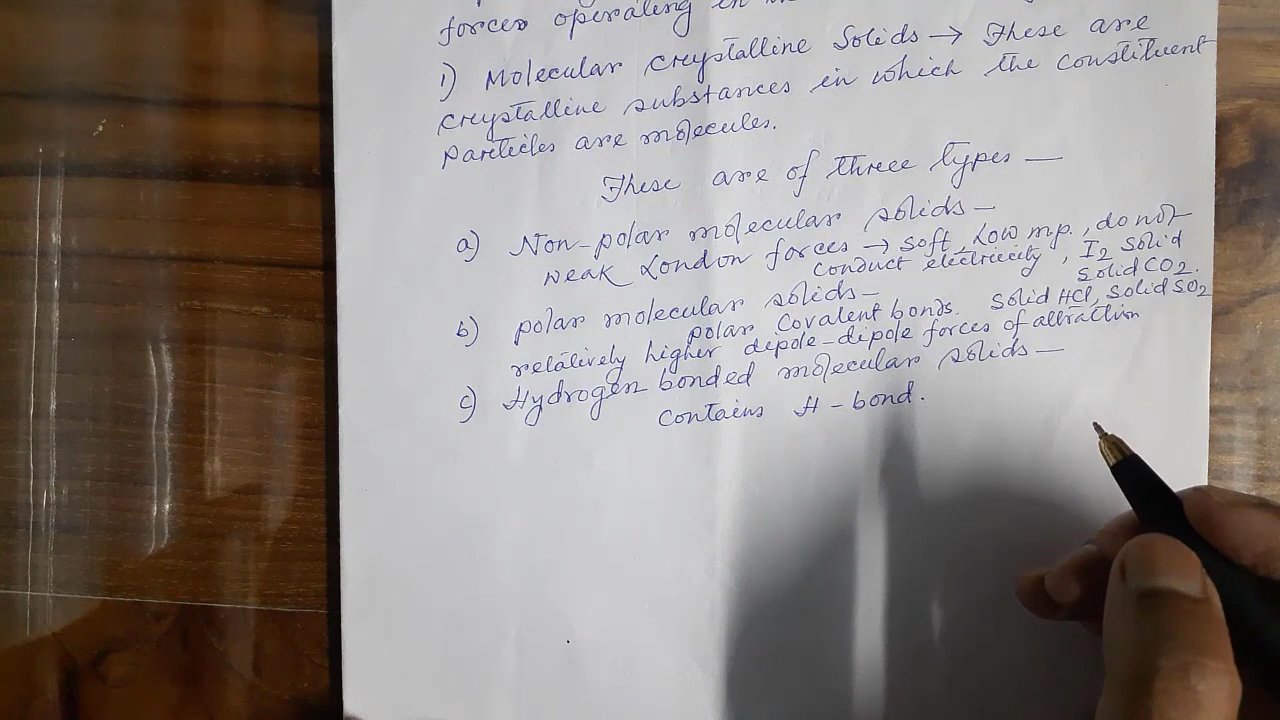 forces operating in
1) Molecular crystalline Solids → These are
crystalline substances in which the constituent
particles are molecules.
These are of three types —
a) Non-polar molecular solids —
weak London forces → soft, Low m.p., do not
conduct electricity, I2 Solid
Solid CO2.
b) polar molecular solids —
polar covalent bonds. Solid HCl, Solid SO2
relatively higher dipole-dipole forces of attraction
c) Hydrogen bonded molecular solids —
contains H-bond.